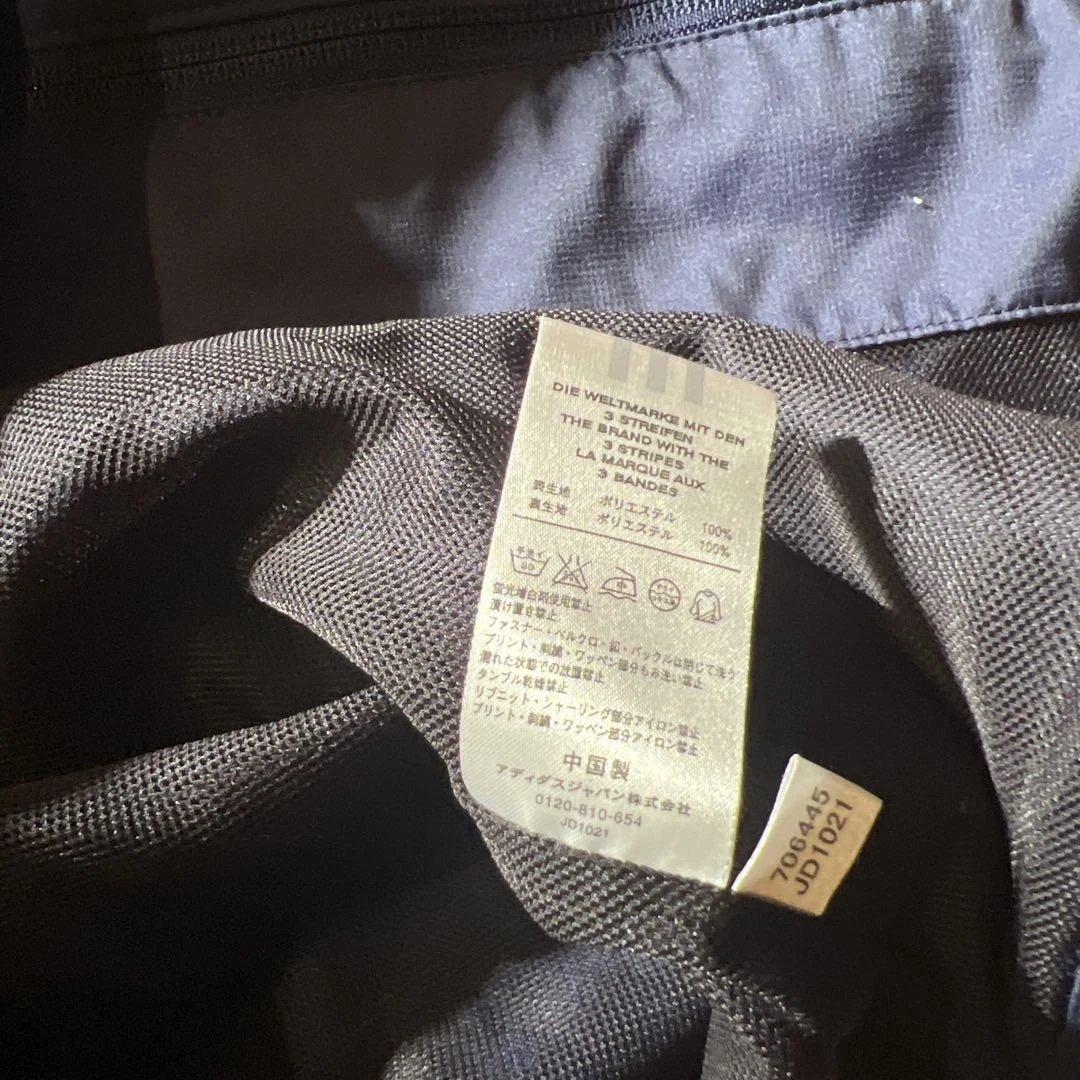 DIE WELTMARKE MIT DEN
3 STREIFEN
THE BRAND WITH THE
3 STRIPES
LA MARQUE AUX
3 BANDES
表生地 ポリエステル 100%
裏生地 ポリエステル 100%
中
蛍光増白剤使用禁止
漬け置き禁止
ファスナー・ベルクロ・釦・バックルは閉じて洗う
プリント・刺繍・ワッペン部分もみ洗い禁止
濡れた状態での放置禁止
タンブル乾燥禁止
リブニット・シャーリング部分アイロン禁止
プリント・刺繍・ワッペン部分アイロン禁止
中国製
アディダスジャパン株式会社
0120-810-654
JD1021
706445
JD1021